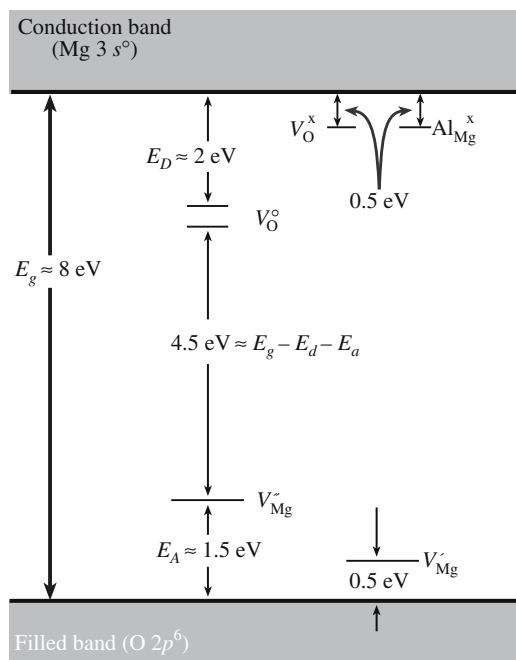 Conduction band
(Mg 3 s°)
V_O^x
Al_Mg^x
E_D ≈ 2 eV
0.5 eV
V_O^°
E_g ≈ 8 eV
4.5 eV ≈ E_g – E_d – E_a
V_Mg^″
E_A ≈ 1.5 eV
V_Mg^′
0.5 eV
Filled band (O 2p^6)